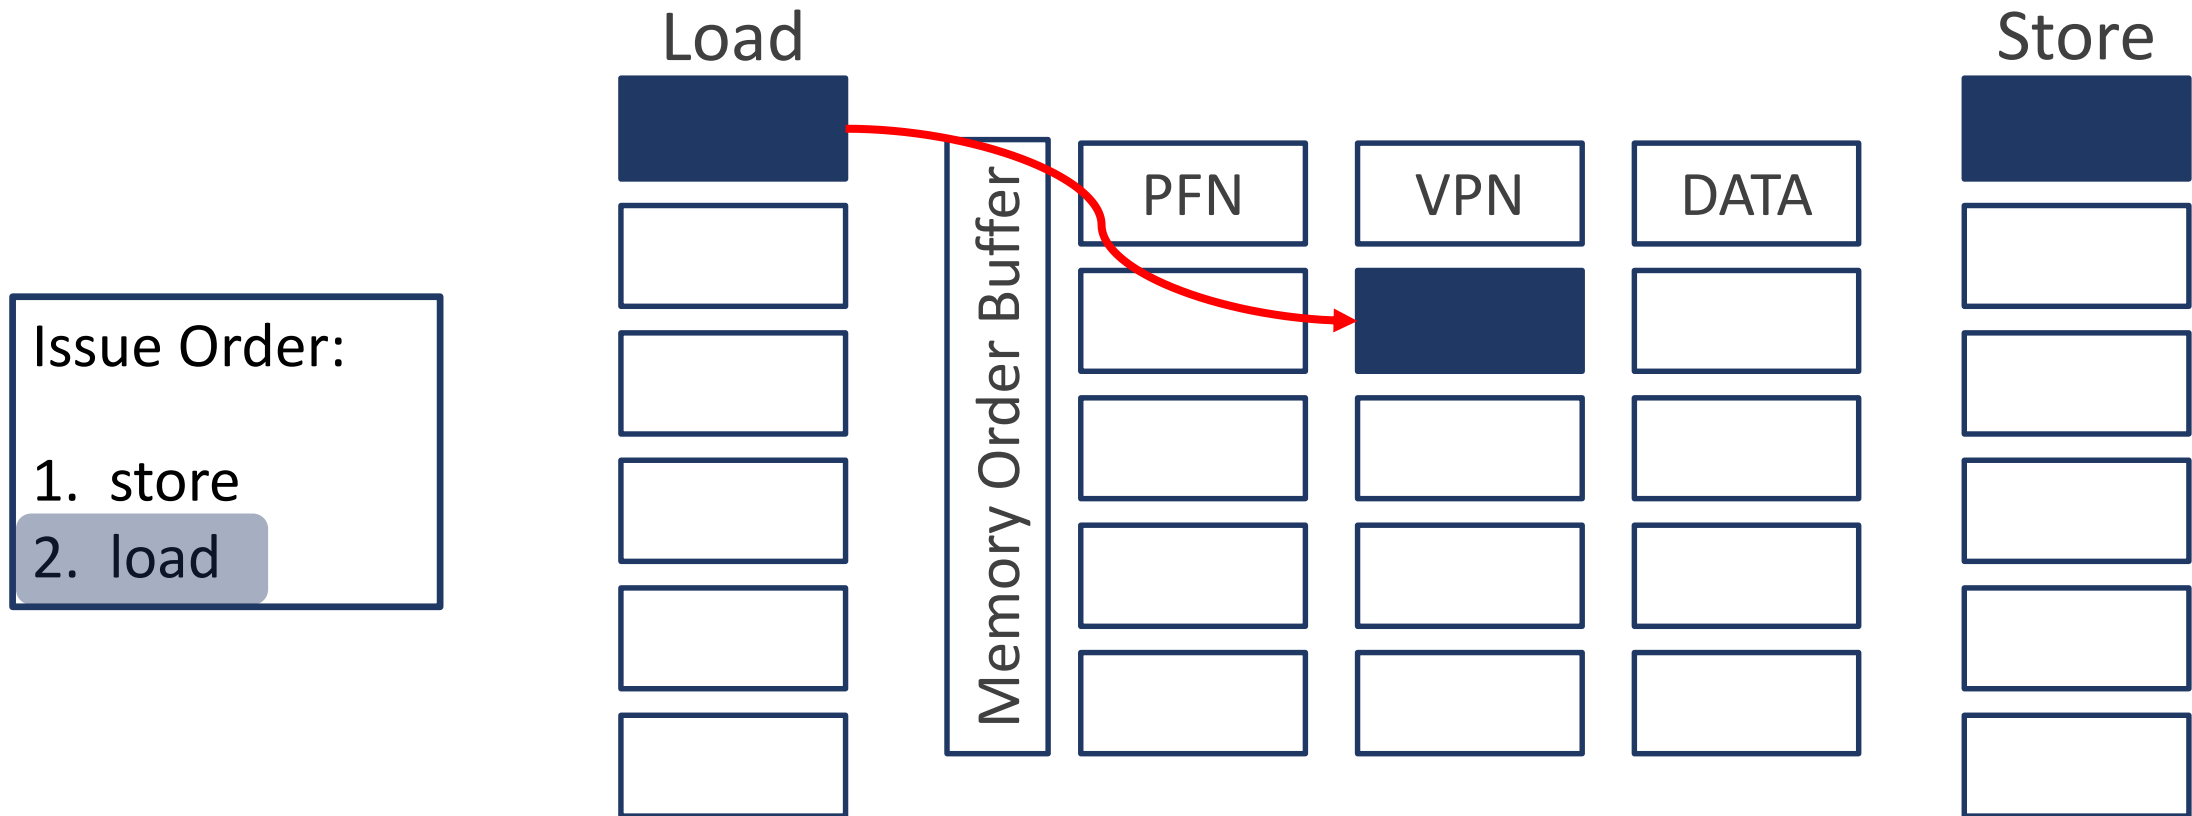 Load
Store
Memory Order Buffer
PFN
VPN
DATA
Issue Order:
1. store
2. load